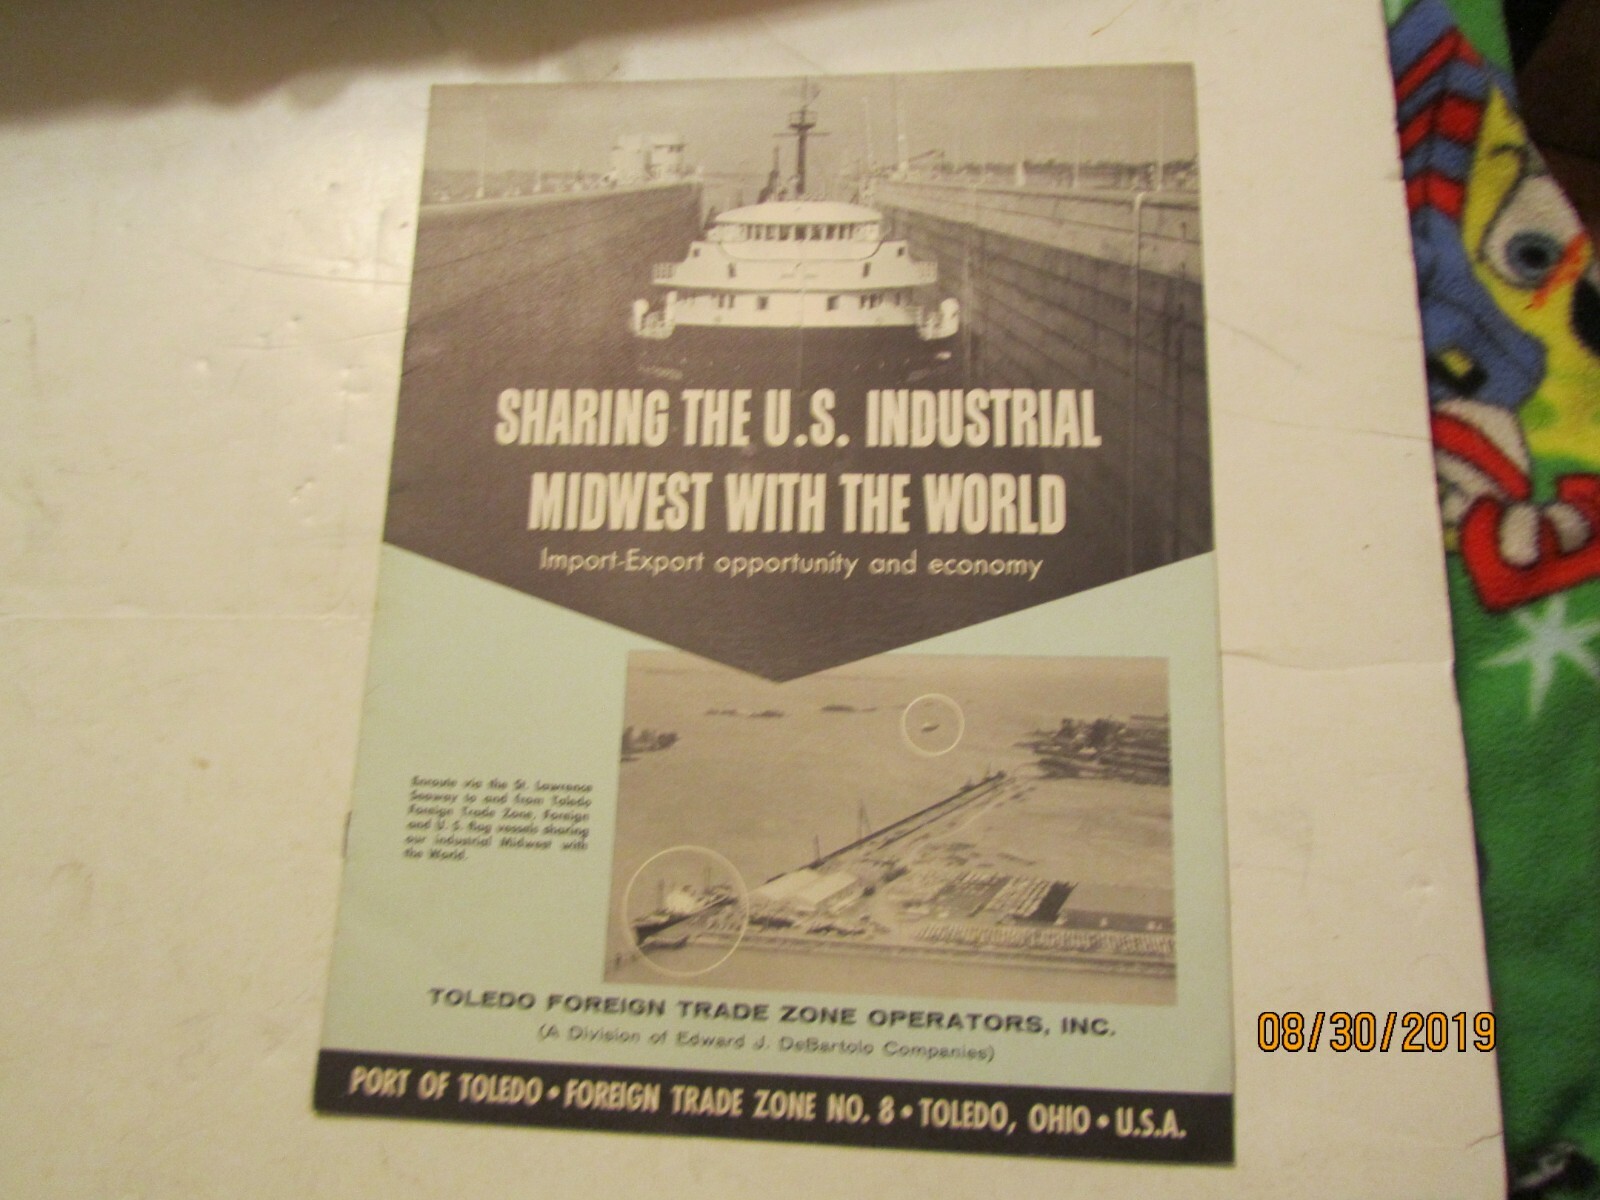 SHARING THE U.S. INDUSTRIAL
MIDWEST WITH THE WORLD
Import-Export opportunity and economy
Enroute via the St. Lawrence
Seaway to and from Toledo
Foreign Trade Zone, Foreign
and U. S. flag vessels sharing
our industrial Midwest with
the World.
TOLEDO FOREIGN TRADE ZONE OPERATORS, INC.
(A Division of Edward J. DeBartolo Companies)
PORT OF TOLEDO • FOREIGN TRADE ZONE NO. 8 • TOLEDO, OHIO • U.S.A.
08/30/2019